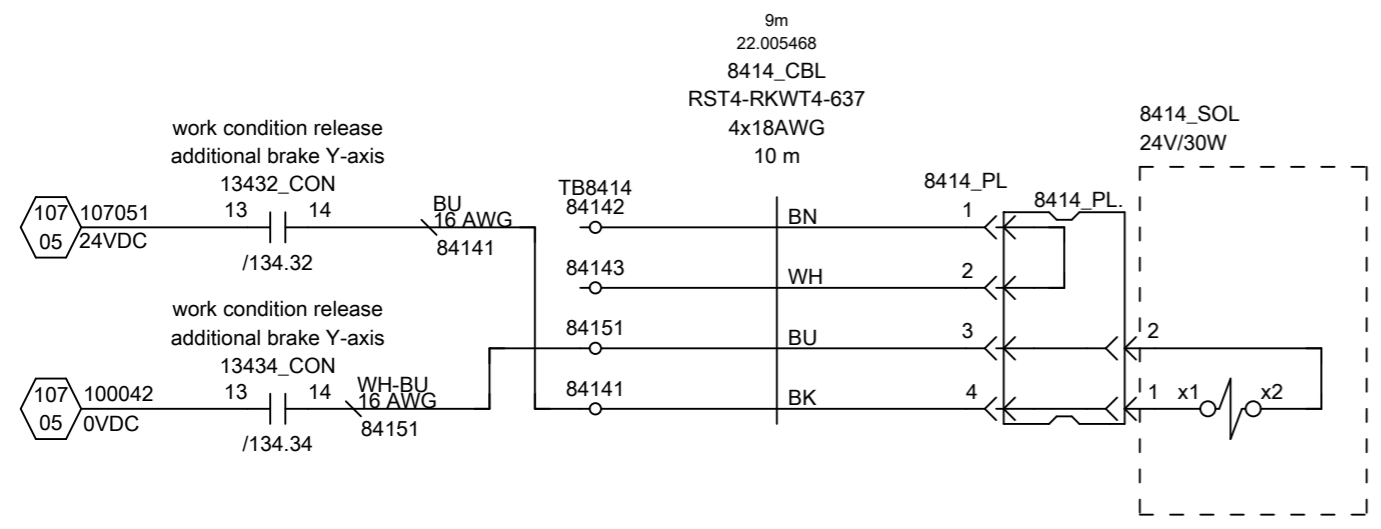 9m
22.005468
8414_CBL
RST4-RKWT4-637
4x18AWG
10 m
8414_SOL
24V/30W
work condition release
additional brake Y-axis
13432_CON
13 14
107
05
107051
24VDC
/134.32
BU
16 AWG
84141
TB8414
84142
BN
8414_PL
1
8414_PL.
84143
WH
2
work condition release
additional brake Y-axis
13434_CON
13 14
107
05
100042
0VDC
/134.34
WH-BU
16 AWG
84151
84151
BU
3
2
84141
BK
4
1
x1 x2